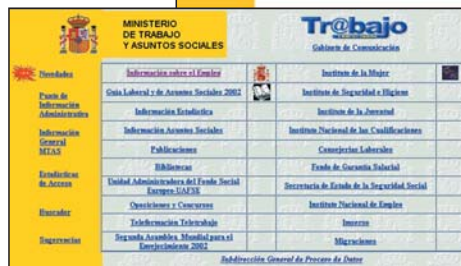 MINISTERIO
DE TRABAJO
Y ASUNTOS SOCIALES
Tr@bajo
Gabinete de Comunicación
Novedades
Punto de
Información
Administrativa
Información
General
MTAS
Estadísticas
de Acceso
Buscador
Sugerencias
Información sobre el Empleo
Guía Laboral y de Asuntos Sociales 2002
Información Estadística
Información Asuntos Sociales
Publicaciones
Bibliotecas
Unidad Administradora del Fondo Social
Europeo-UAFSE
Oposiciones y Concursos
Teleformación Teletrabajo
Segunda Asamblea Mundial para el
Envejecimiento 2002
Instituto de la Mujer
Instituto de Seguridad e Higiene
Instituto de la Juventud
Instituto Nacional de las Cualificaciones
Consejerías Laborales
Fondo de Garantía Salarial
Secretaría de Estado de la Seguridad Social
Instituto Nacional de Empleo
Imserso
Migraciones
Subdirección General de Proceso de Datos